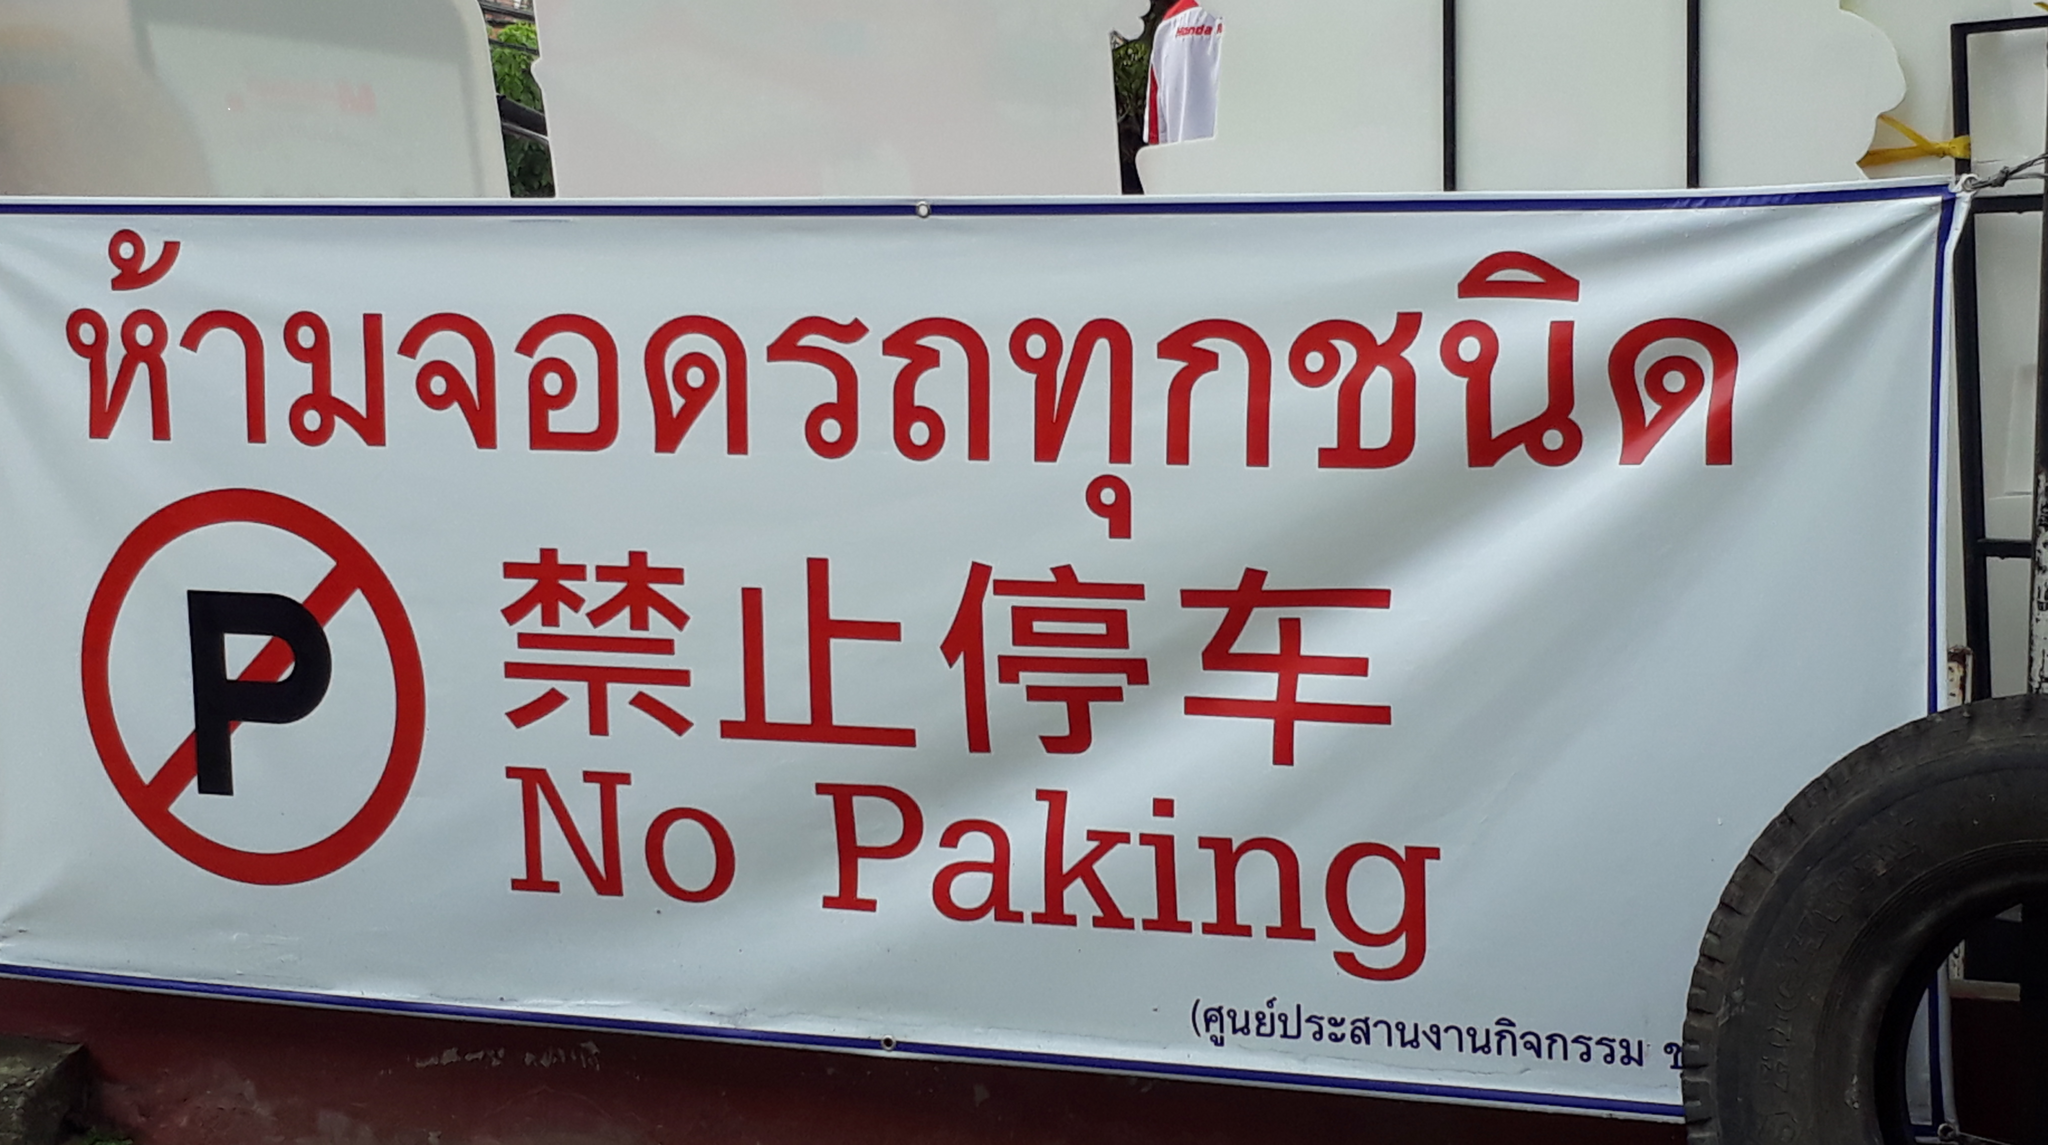 Honda
ห้ามจอดรถทุกชนิด
P
禁止停车
No Paking
(ศูนย์ประสานงานกิจกรรม